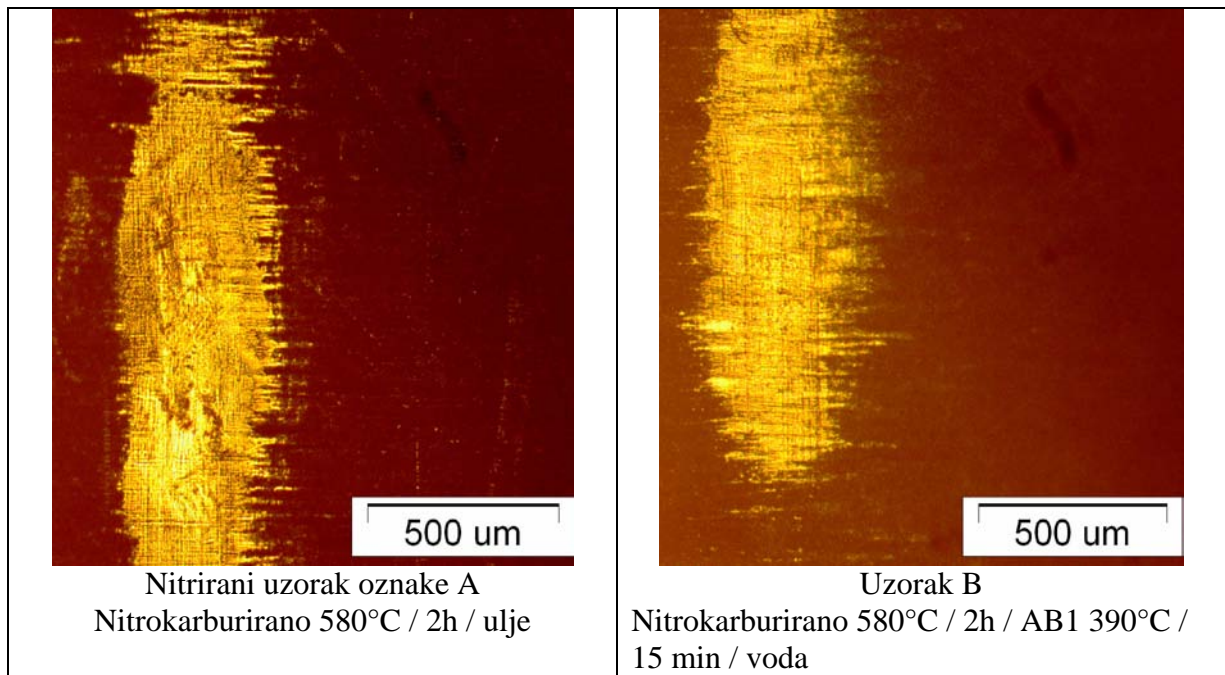 500 um
500 um
Nitrirani uzorak oznake A
Nitrokarburirano 580°C / 2h / ulje
Uzorak B
Nitrokarburirano 580°C / 2h / AB1 390°C /
15 min / voda